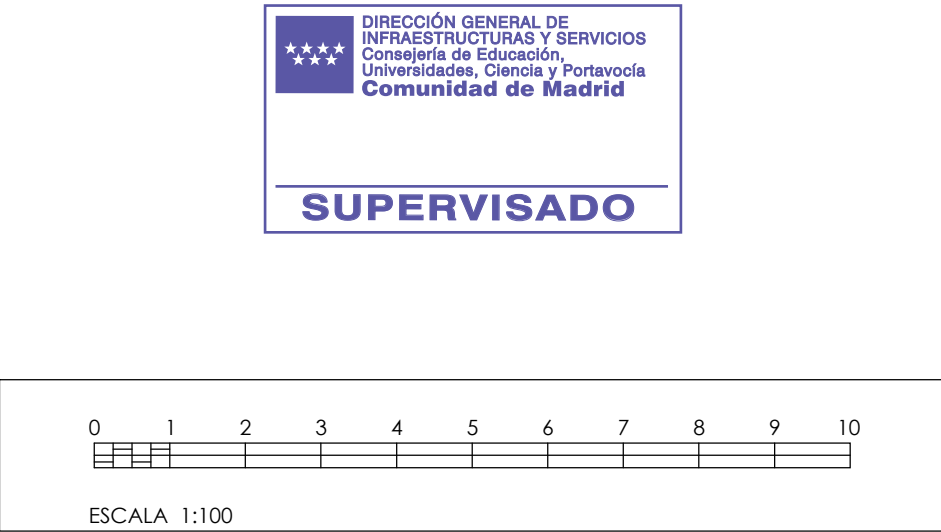 DIRECCIÓN GENERAL DE
INFRAESTRUCTURAS Y SERVICIOS
Consejería de Educación,
Universidades, Ciencia y Portavocía
Comunidad de Madrid
SUPERVISADO
0 1 2 3 4 5 6 7 8 9 10
ESCALA 1:100